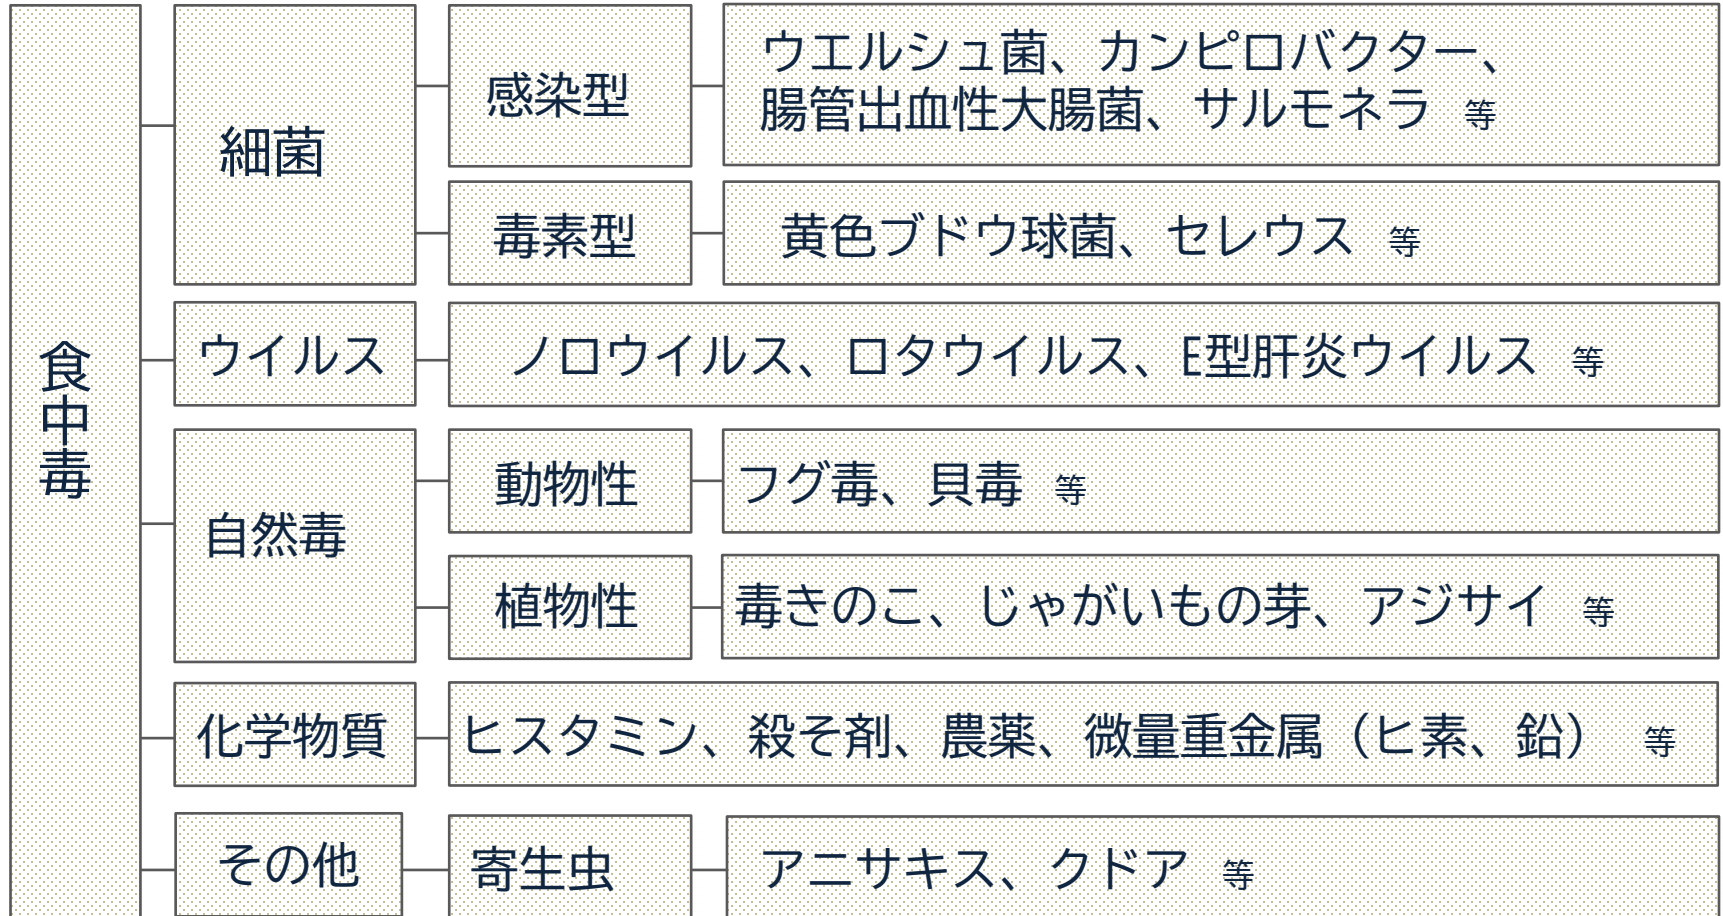 食中毒
細菌
感染型
ウエルシュ菌、カンピロバクター、
腸管出血性大腸菌、サルモネラ 等
毒素型
黄色ブドウ球菌、セレウス 等
ウイルス
ノロウイルス、ロタウイルス、E型肝炎ウイルス 等
自然毒
動物性
フグ毒、貝毒 等
植物性
毒きのこ、じゃがいもの芽、アジサイ 等
化学物質
ヒスタミン、殺そ剤、農薬、微量重金属（ヒ素、鉛） 等
その他
寄生虫
アニサキス、クドア 等